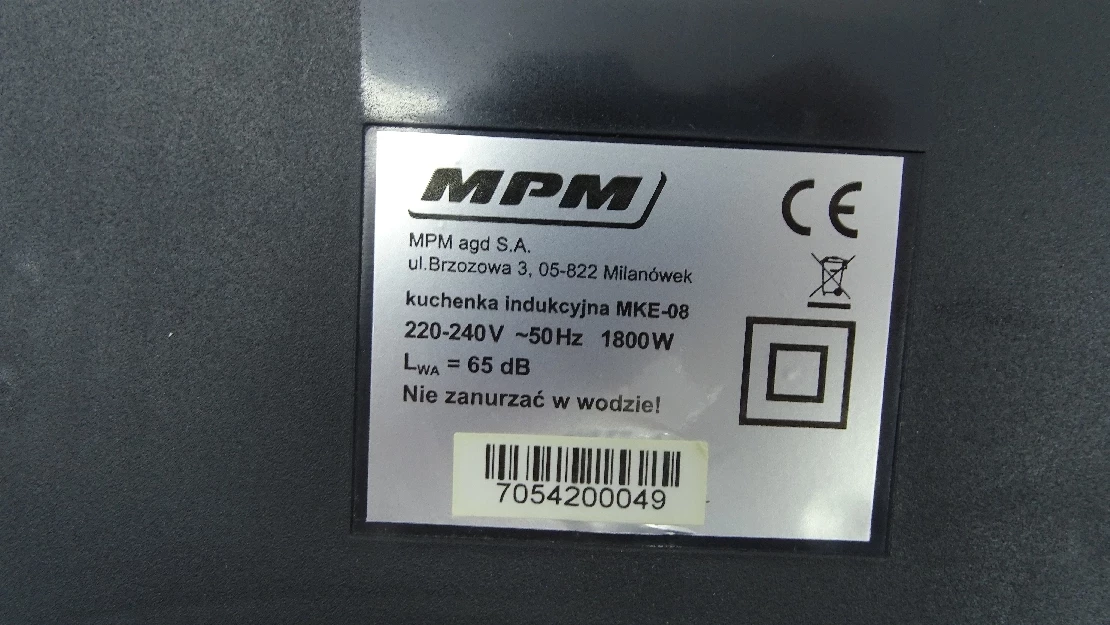 MPM
CE
MPM agd S.A.
ul.Brzozowa 3, 05-822 Milanówek
kuchenka indukcyjna MKE-08
220-240V ~50Hz 1800W
LWA = 65 dB
Nie zanurzać w wodzie!
7054200049